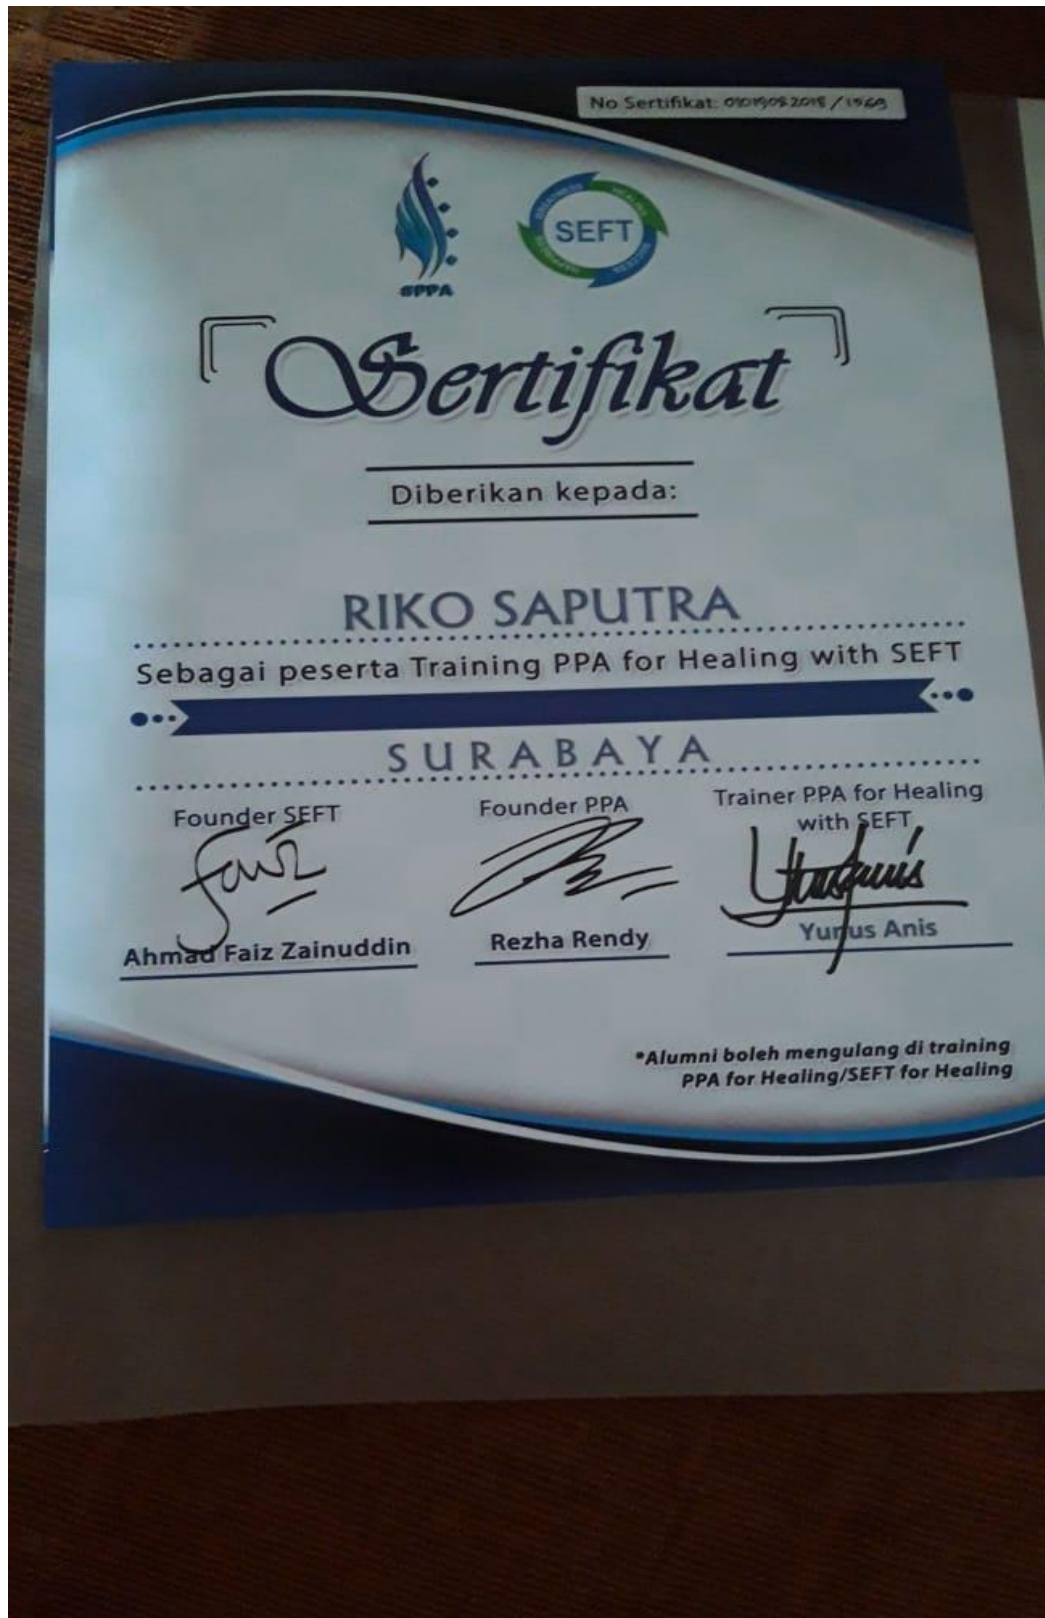 No Sertifikat:
SEFT
Sertifikat
Diberikan kepada:
RIKO SAPUTRA
Sebagai peserta Training PPA for Healing with SEFT
SURABAYA
Founder SEFT
Founder PPA
Trainer PPA for Healing
with SEFT
Ahmad Faiz Zainuddin
Rezha Rendy
Yunus Anis
*Alumni boleh mengulang di training
PPA for Healing/SEFT for Healing